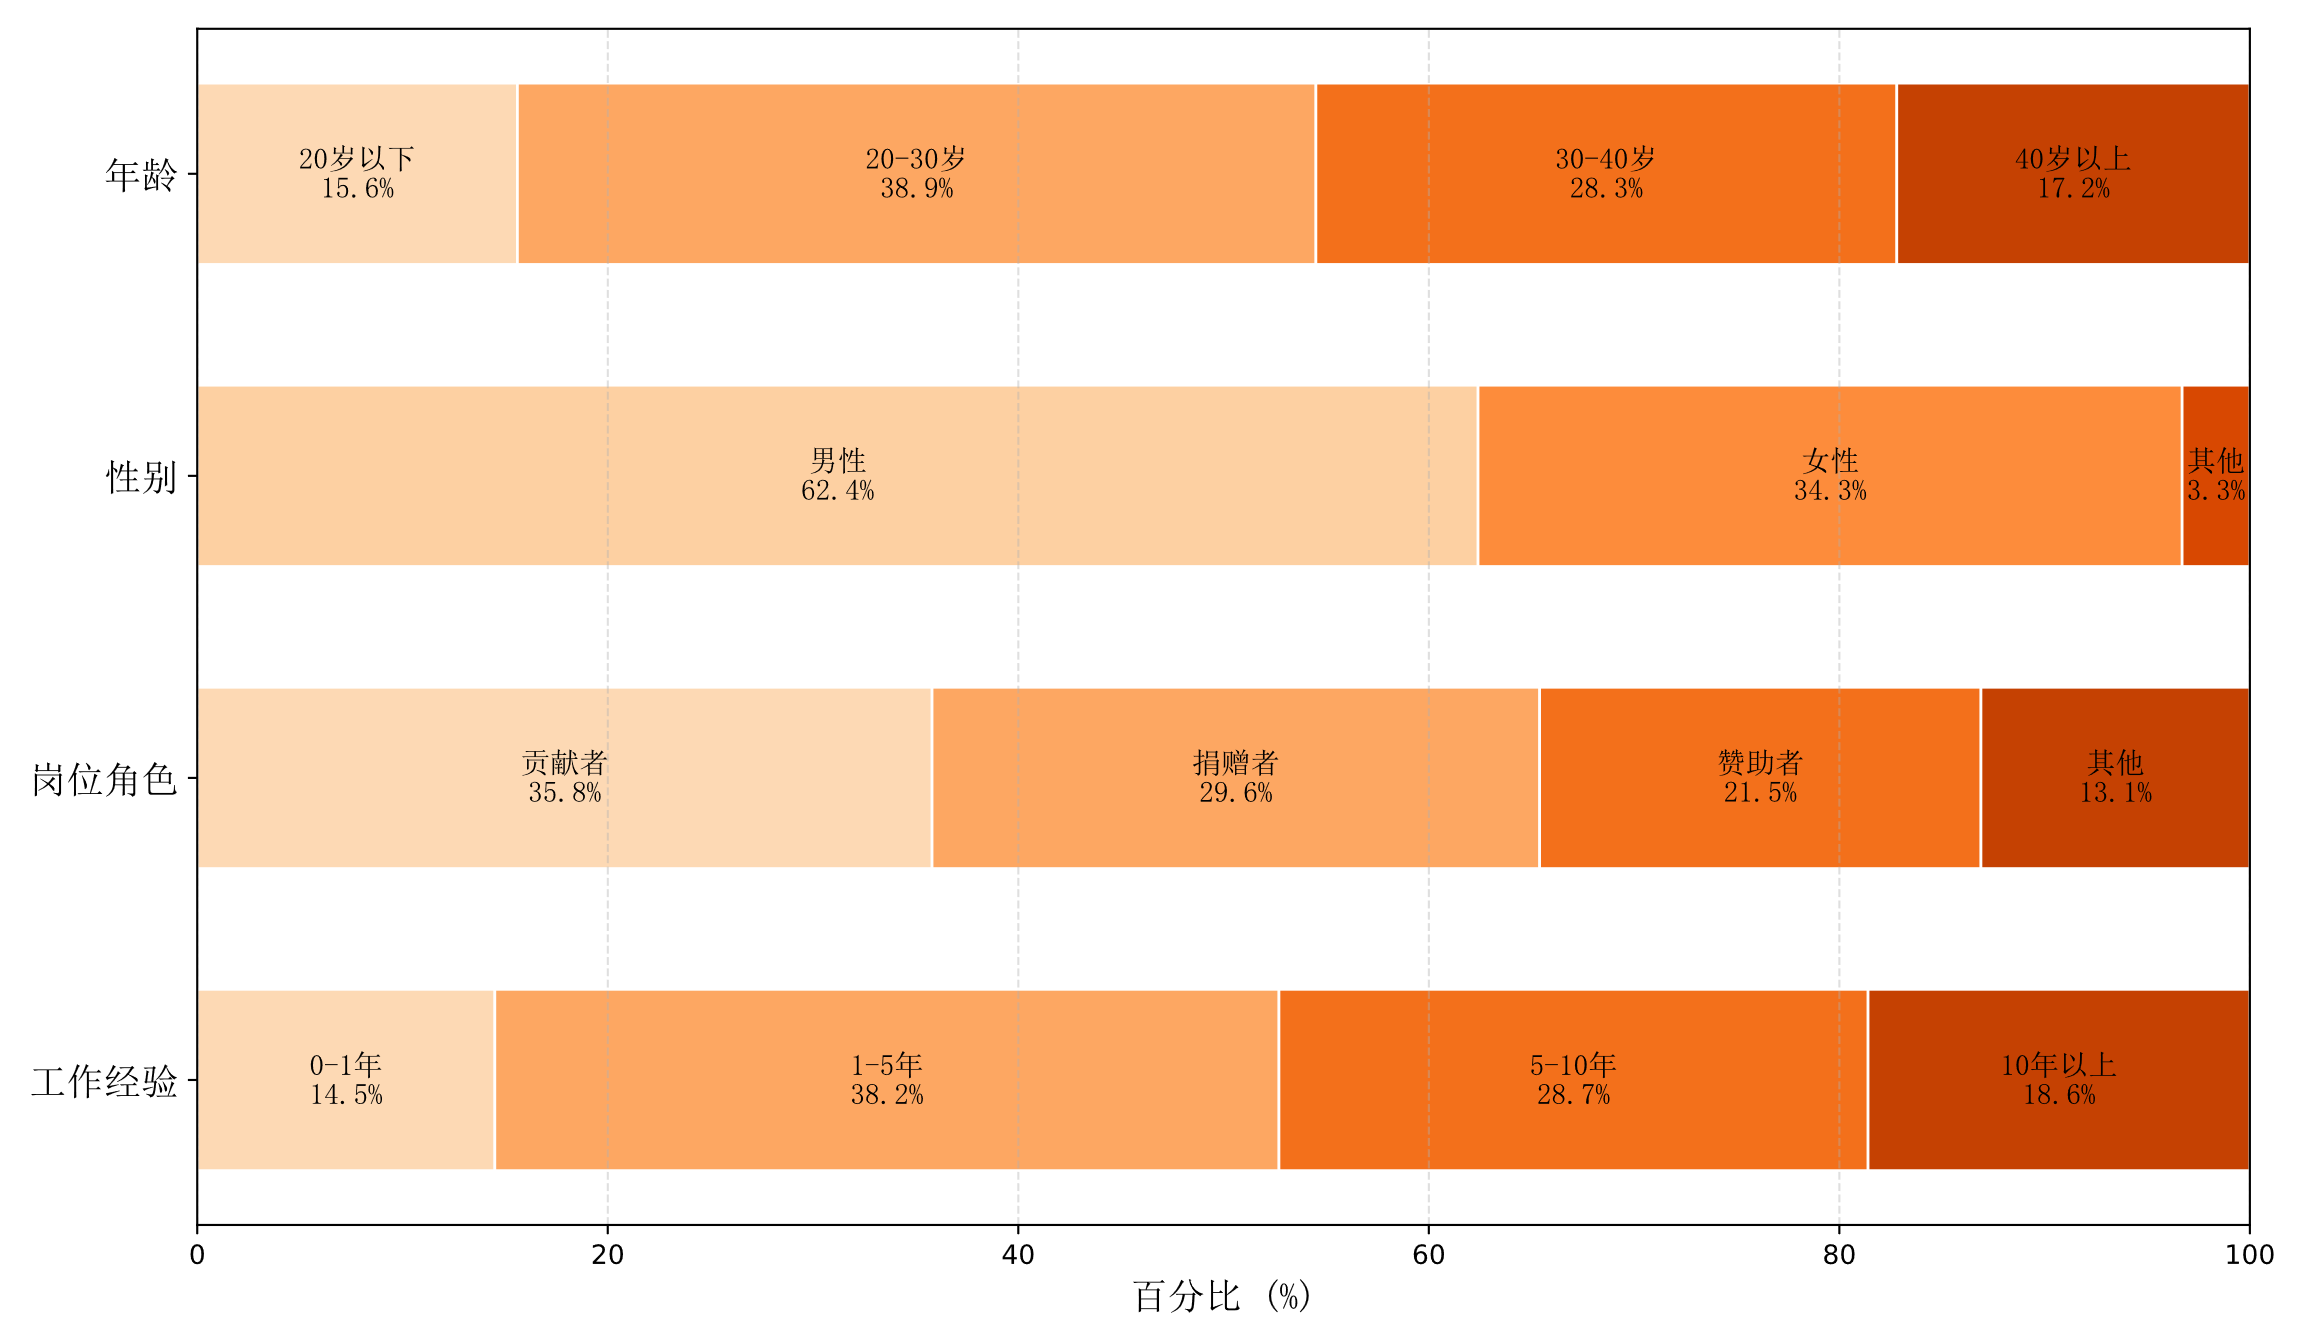 年龄
20岁以下
15.6%
20-30岁
38.9%
30-40岁
28.3%
40岁以上
17.2%
性别
男性
62.4%
女性
34.3%
其他
3.3%
岗位角色
贡献者
35.8%
捐赠者
29.6%
赞助者
21.5%
其他
13.1%
工作经验
0-1年
14.5%
1-5年
38.2%
5-10年
28.7%
10年以上
18.6%
0
20
40
60
80
100
百分比 (%)